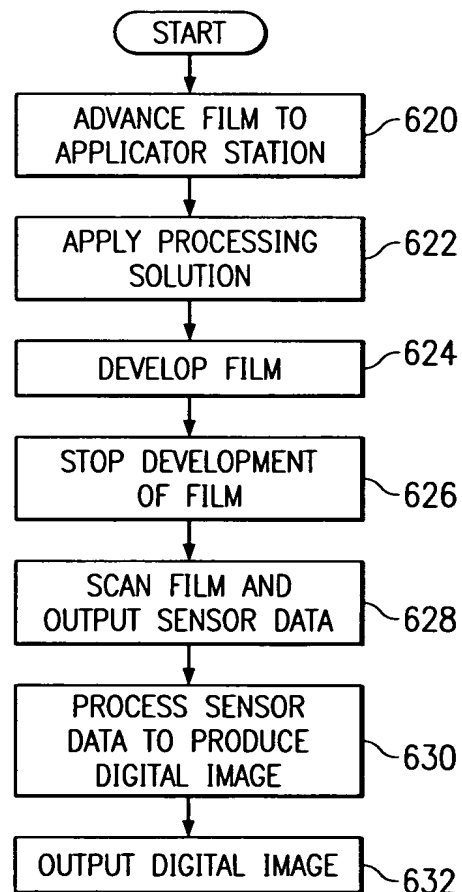 START
ADVANCE FILM TO
APPLICATOR STATION
620
APPLY PROCESSING
SOLUTION
622
DEVELOP FILM
624
STOP DEVELOPMENT
OF FILM
626
SCAN FILM AND
OUTPUT SENSOR DATA
628
PROCESS SENSOR
DATA TO PRODUCE
DIGITAL IMAGE
630
OUTPUT DIGITAL IMAGE
632